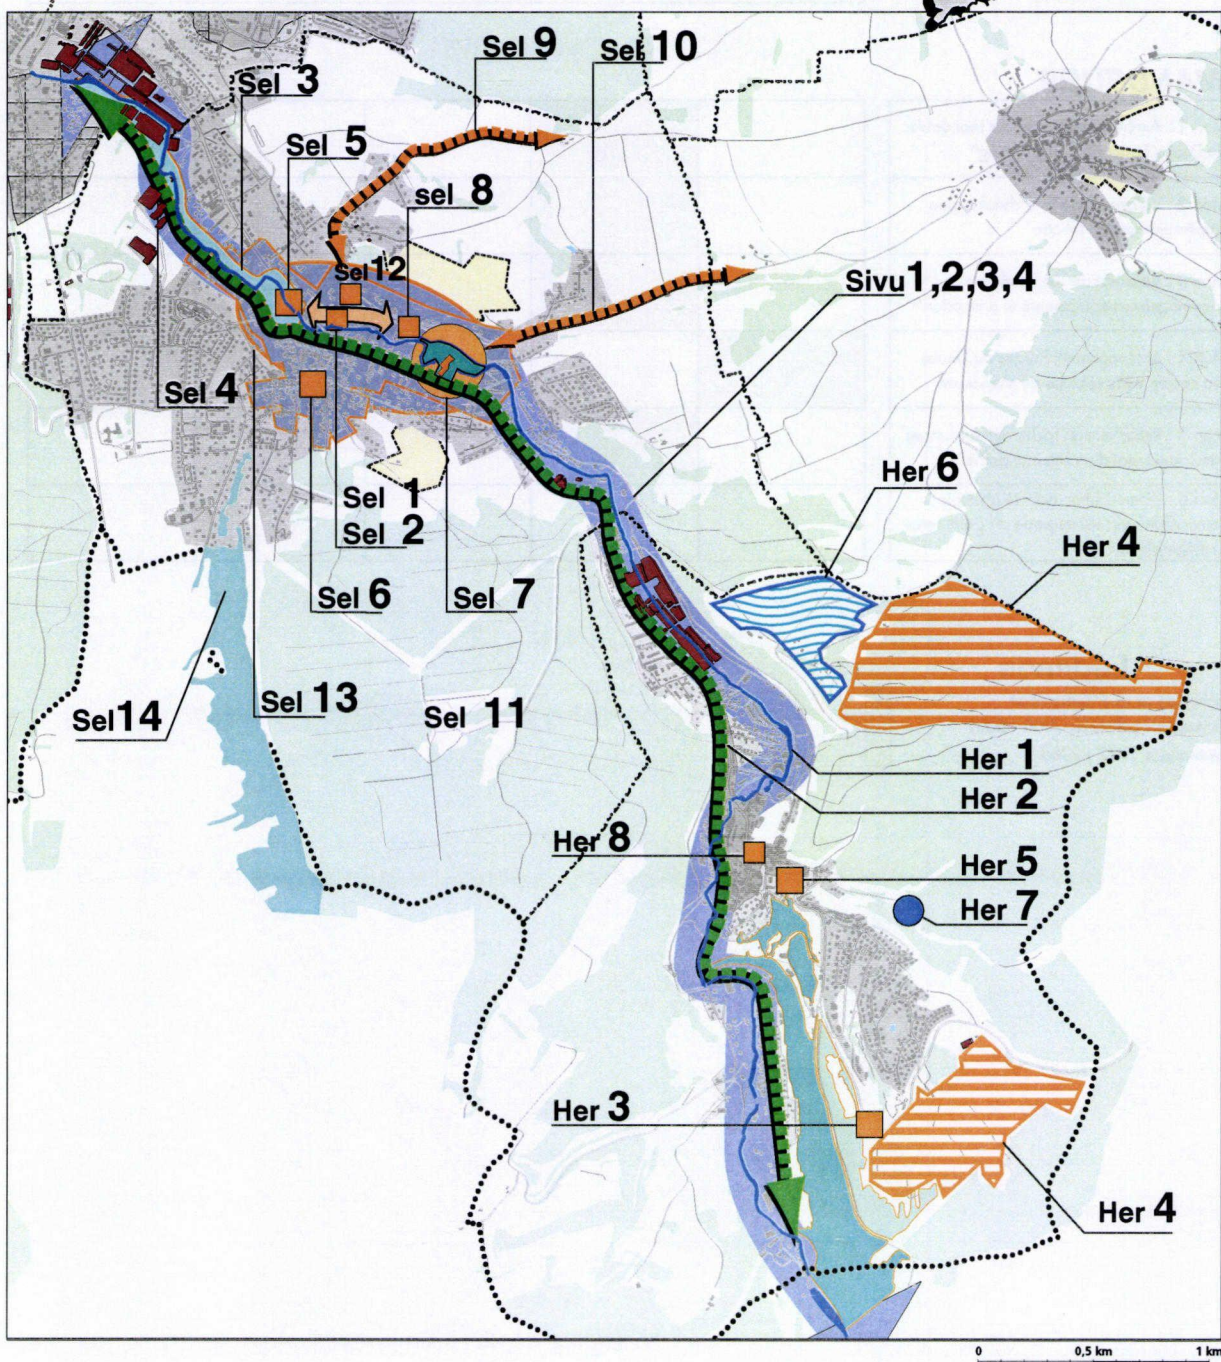 Sel 9
Sel 10
Sel 3
Sel 5
sel 8
Sel 12
Sivu 1,2,3,4
Sel 4
Her 6
Sel 1
Sel 2
Her 4
Sel 6
Sel 7
Sel 14
Sel 13
Sel 11
Her 1
Her 2
Her 8
Her 5
Her 7
Her 3
Her 4
0 0,5 km 1 km